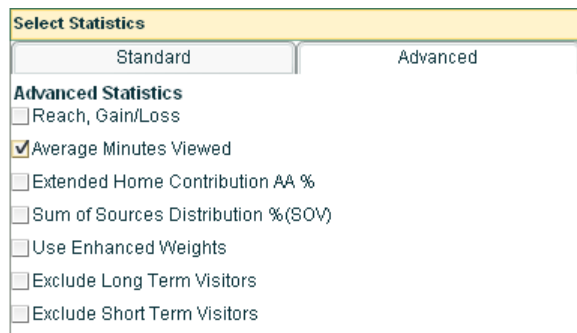 Select Statistics
Standard Advanced
Advanced Statistics
Reach, Gain/Loss
Average Minutes Viewed
Extended Home Contribution AA %
Sum of Sources Distribution %(SOV)
Use Enhanced Weights
Exclude Long Term Visitors
Exclude Short Term Visitors